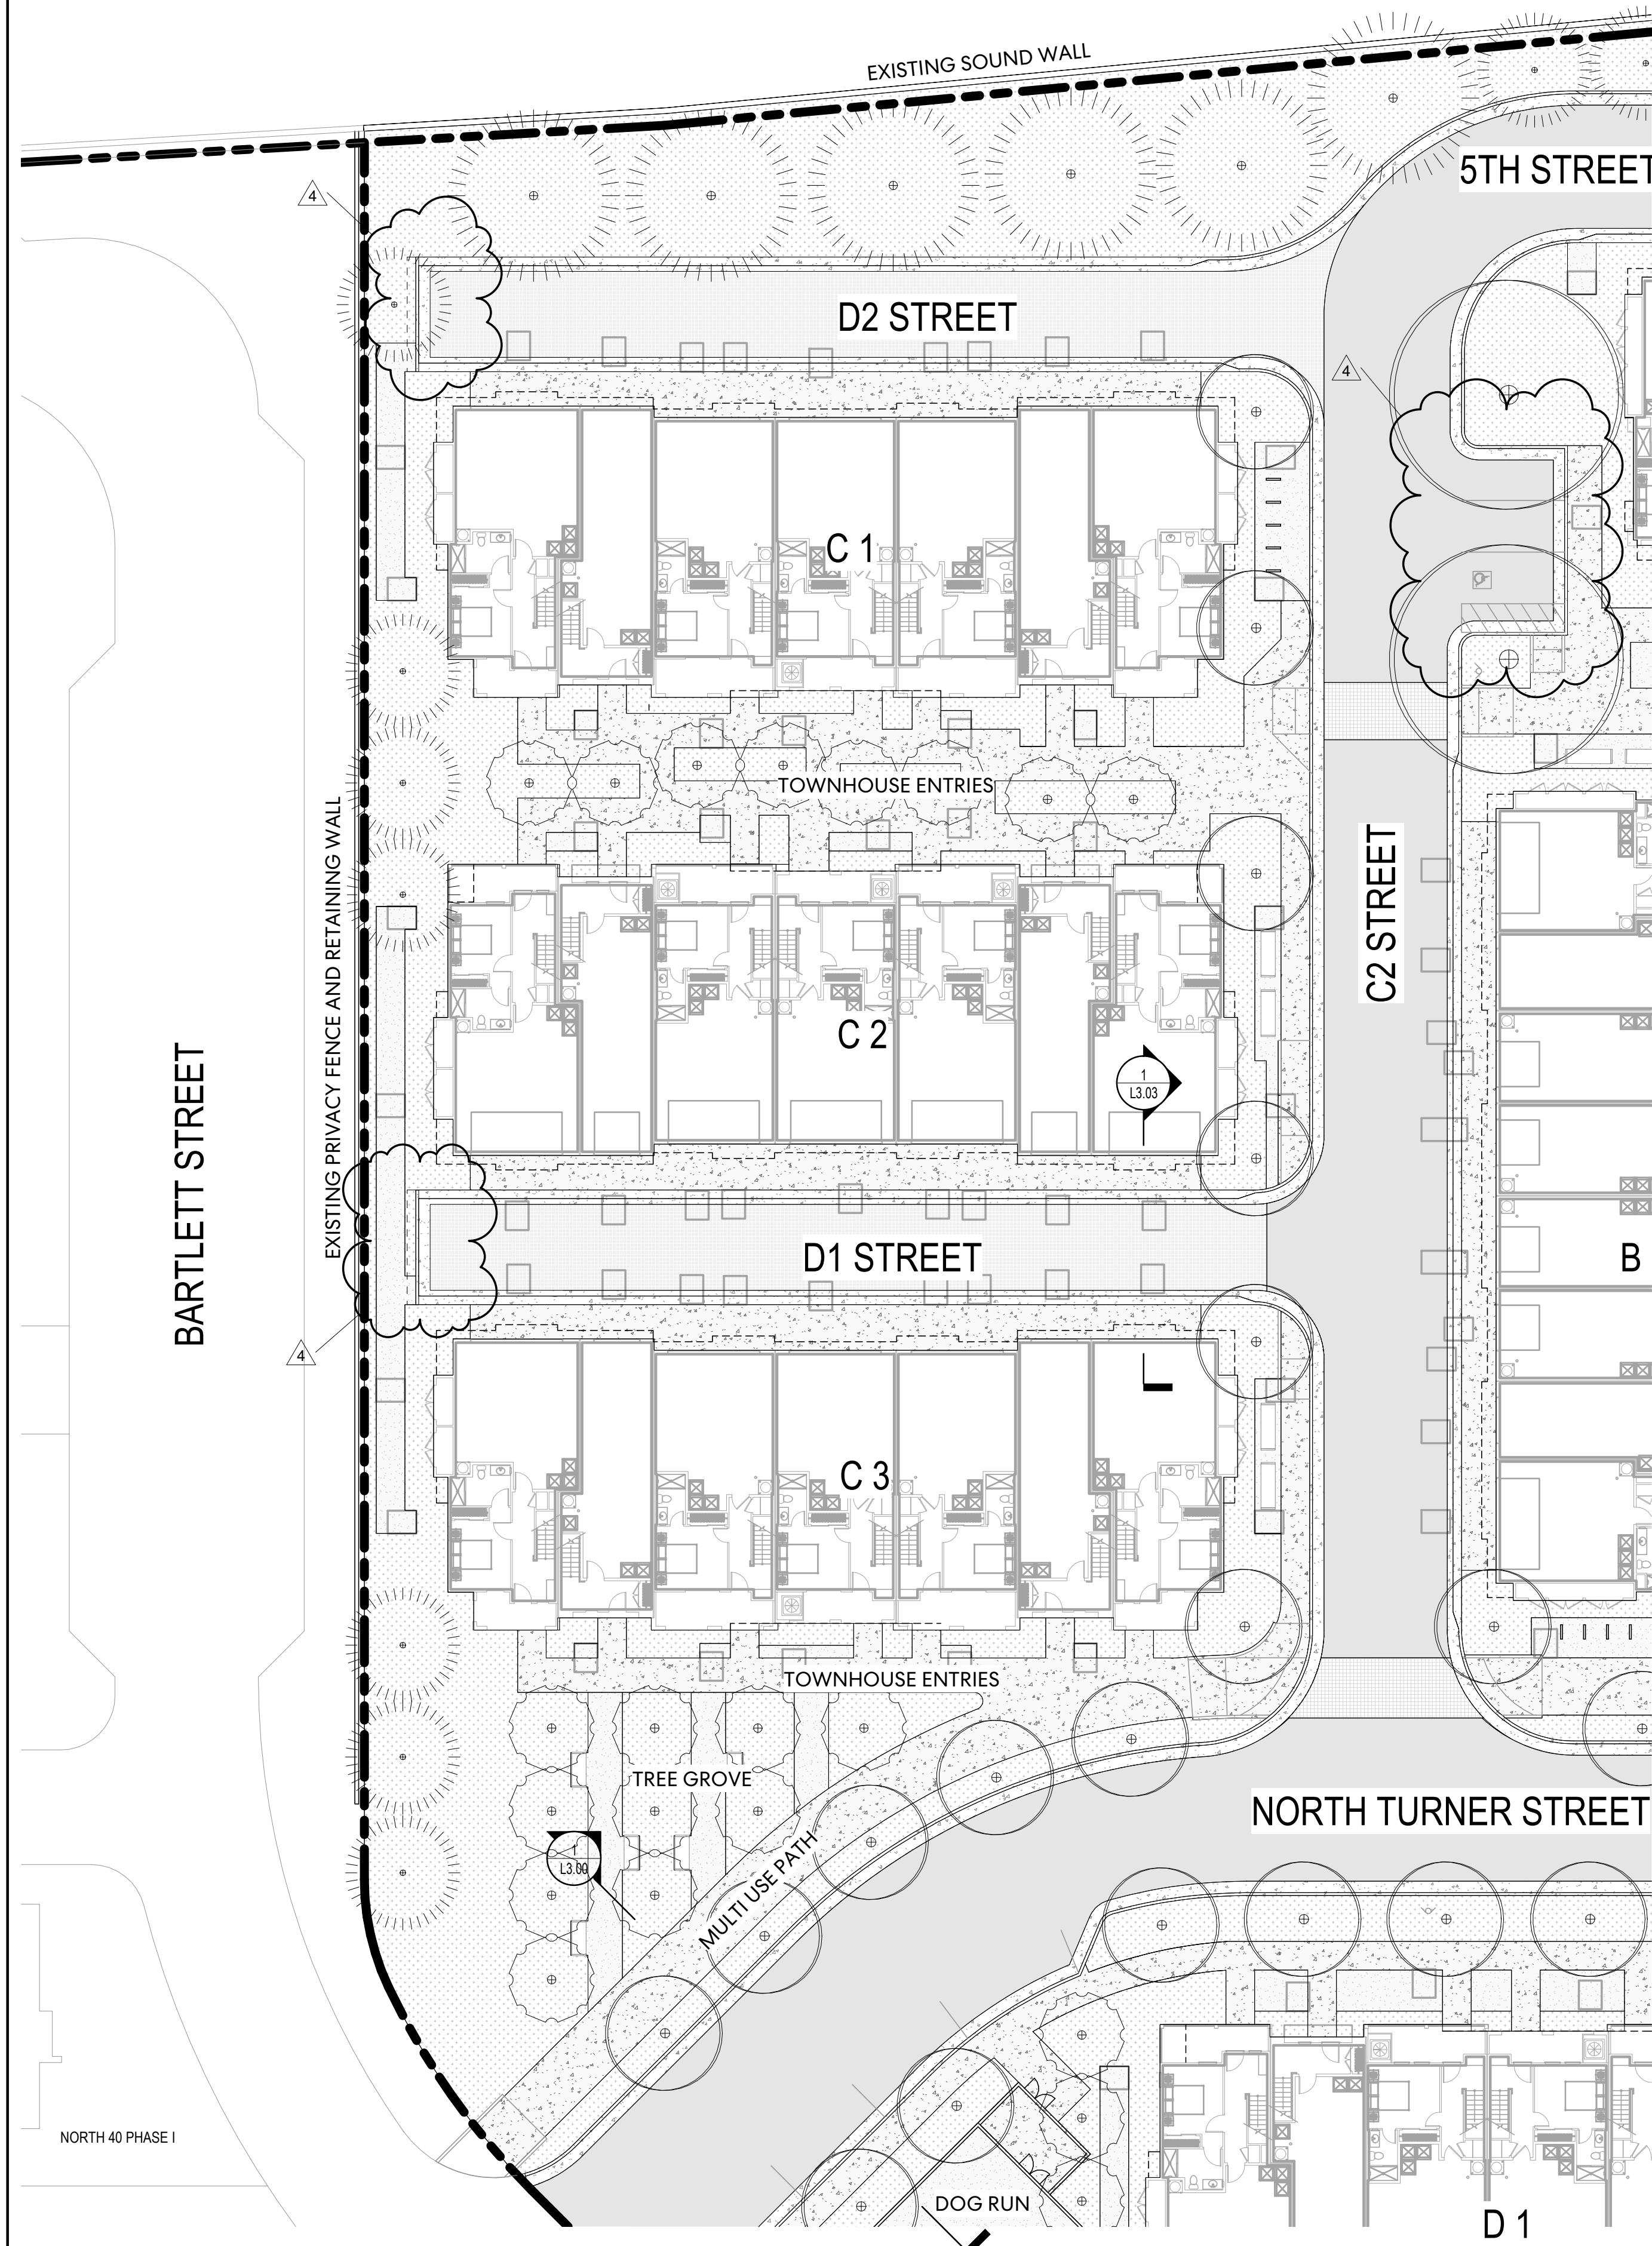 EXISTING SOUND WALL
5TH STREET
4
D2 STREET
4
C 1
TOWNHOUSE ENTRIES
EXISTING PRIVACY FENCE AND RETAINING WALL
C2 STREET
C 2
1
L3.03
BARTLETT STREET
D1 STREET
B
4
C 3
TOWNHOUSE ENTRIES
TREE GROVE
NORTH TURNER STREET
1
L3.00
MULTI USE PATH
NORTH 40 PHASE I
DOG RUN
D 1